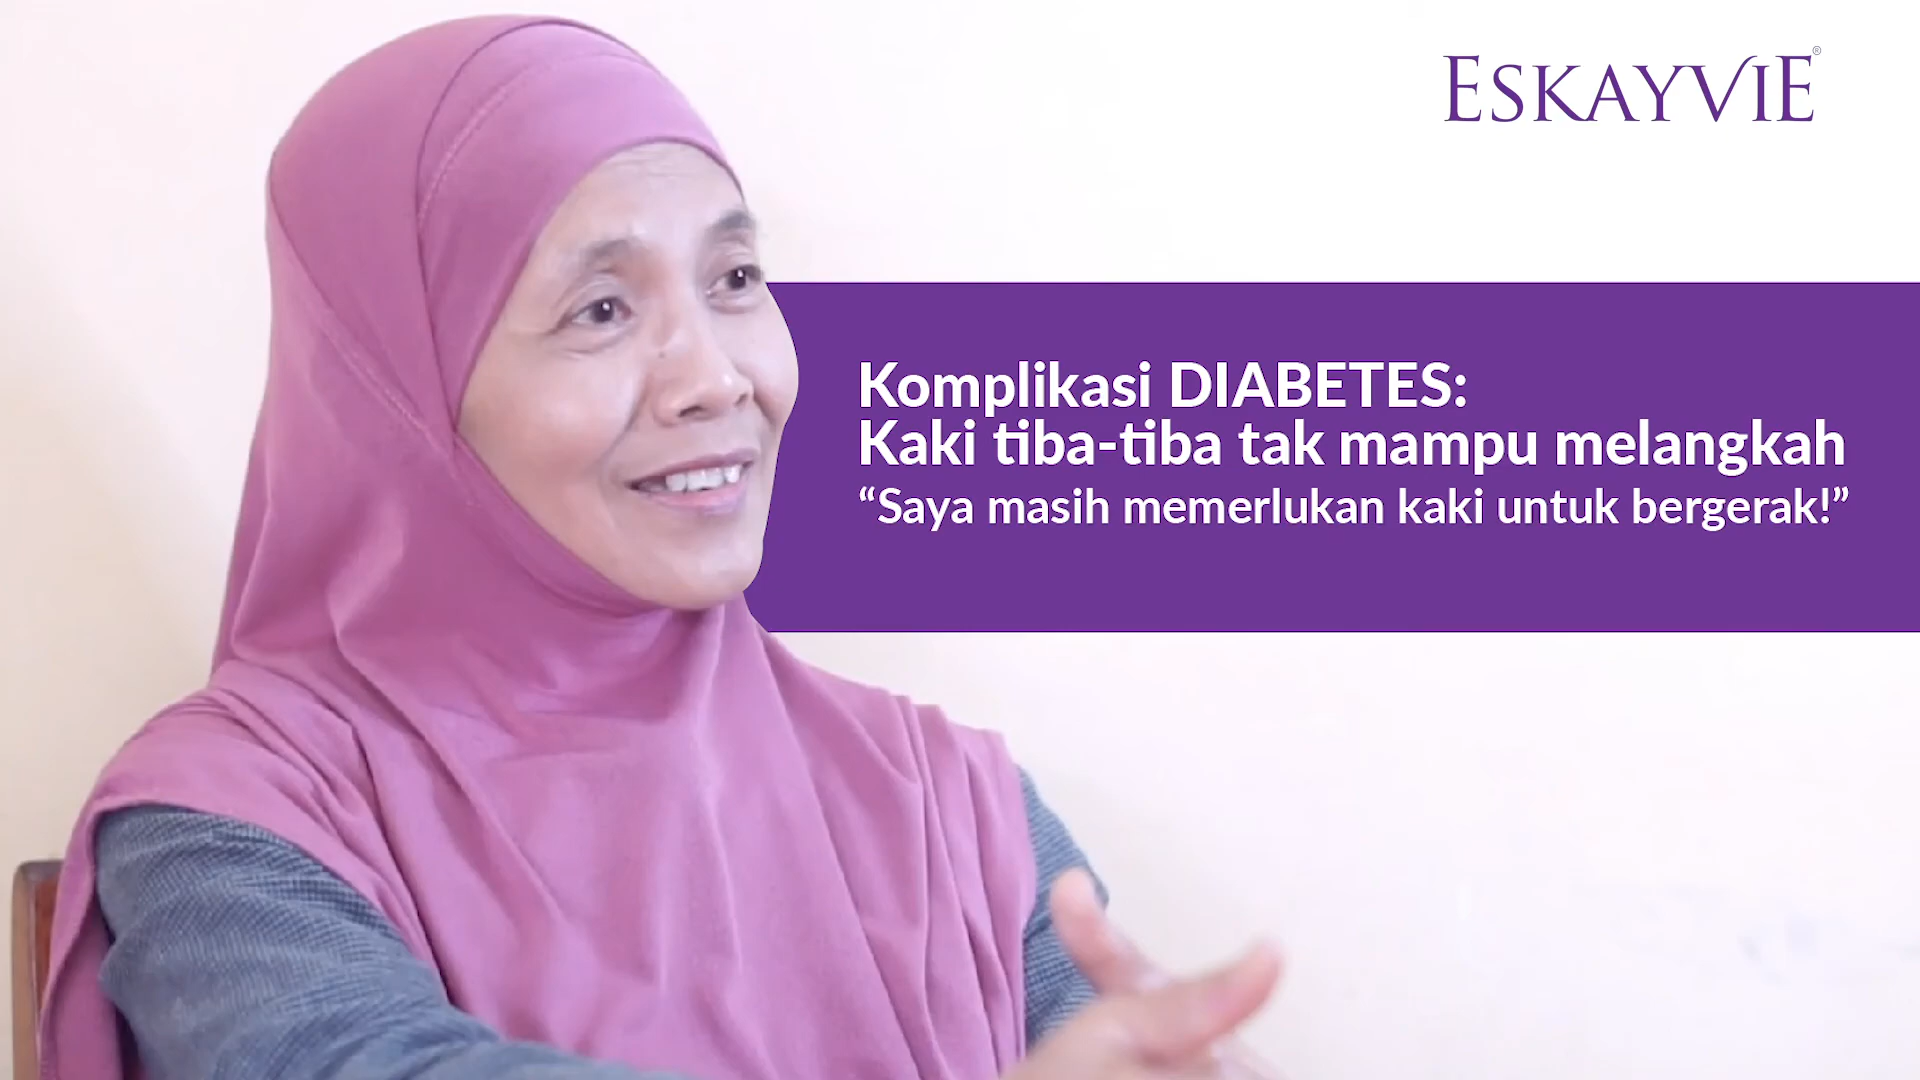 ESKAYVIE®
Komplikasi DIABETES:
Kaki tiba-tiba tak mampu melangkah
“Saya masih memerlukan kaki untuk bergerak!”